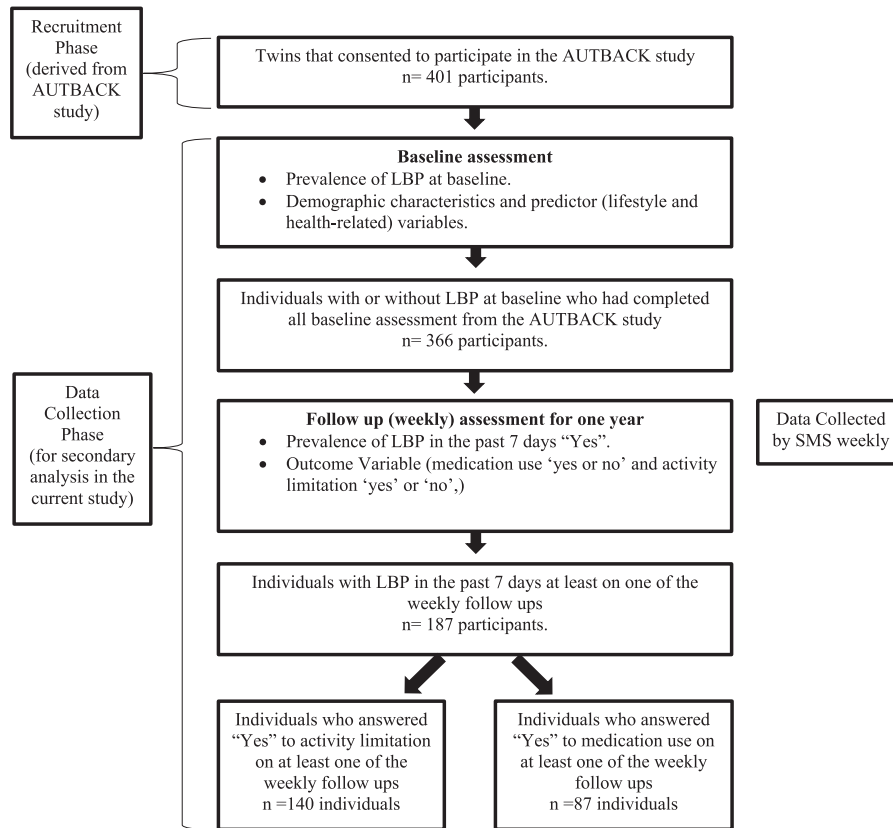 Recruitment
Phase
(derived from
AUTBACK
study)
Twins that consented to participate in the AUTBACK study
n= 401 participants.
Baseline assessment
• Prevalence of LBP at baseline.
• Demographic characteristics and predictor (lifestyle and
health-related) variables.
Individuals with or without LBP at baseline who had completed
all baseline assessment from the AUTBACK study
n= 366 participants.
Data
Collection
Phase
(for secondary
analysis in the
current study)
Follow up (weekly) assessment for one year
• Prevalence of LBP in the past 7 days “Yes”.
• Outcome Variable (medication use ‘yes or no’ and activity
limitation ‘yes’ or ‘no’,)
Data Collected
by SMS weekly
Individuals with LBP in the past 7 days at least on one of the
weekly follow ups
n= 187 participants.
Individuals who answered
“Yes” to activity limitation
on at least one of the
weekly follow ups
n =140 individuals
Individuals who answered
“Yes” to medication use on
at least one of the weekly
follow ups
n =87 individuals